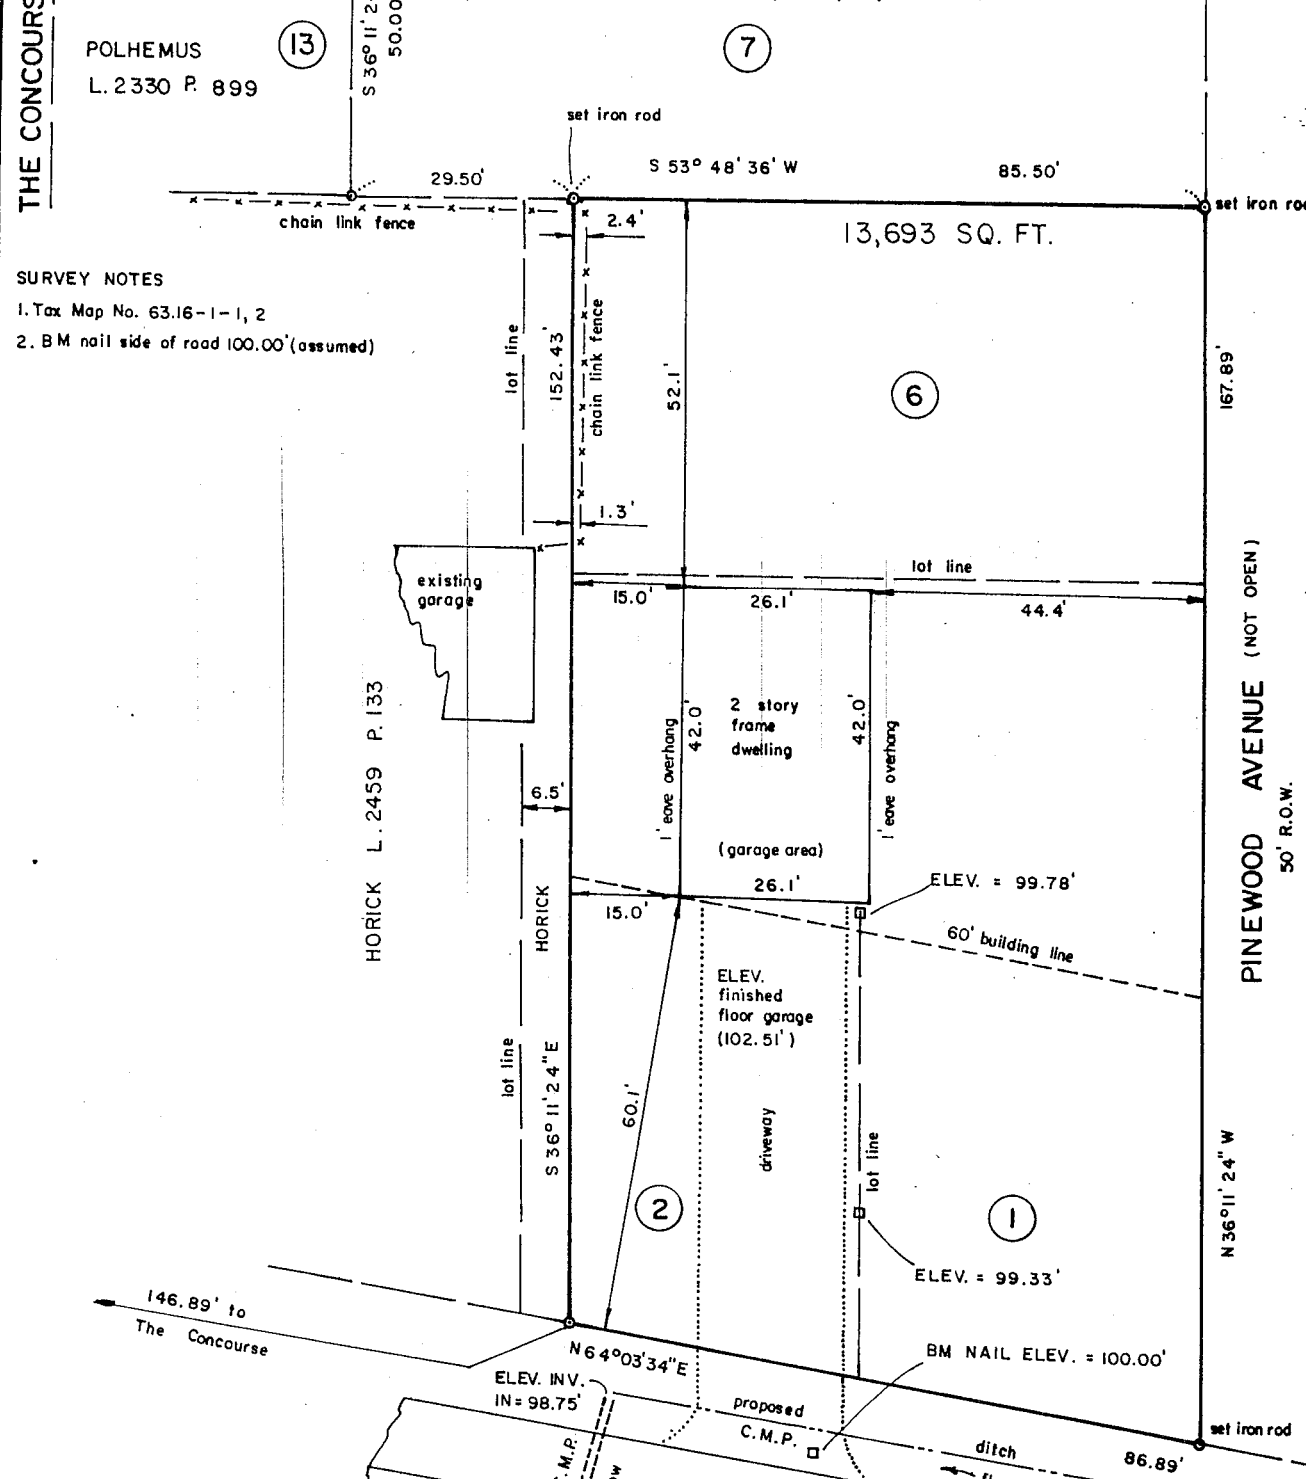 THE CONCOURS
POLHEMUS
L. 2330 P. 899
13
S 36° 11' 2
50.00
7
set iron rod
29.50'
S 53° 48' 36" W
85.50'
set iron ro
chain link fence
2.4'
13,693 SQ. FT.
SURVEY NOTES
1. Tax Map No. 63.16-1-1, 2
2. BM nail side of road 100.00' (assumed)
lot line
152.43'
chain link fence
52.1'
6
167.89'
1.3'
existing
garage
lot line
15.0'
26.1'
44.4'
PINEWOOD AVENUE (NOT OPEN)
50' R.O.W.
HORICK L. 2459 P. 133
1' eave overhang
42.0'
2 story
frame
dwelling
42.0'
1' eave overhang
6.5'
(garage area)
26.1'
ELEV. = 99.78'
HORICK
15.0'
60' building line
ELEV.
finished
floor garage
(102.51')
lot line
S 36° 11' 24" E
60.1'
driveway
lot line
N 36° 11' 24" W
2
1
ELEV. = 99.33'
146.89' to
The Concourse
N 64° 03' 34" E
BM NAIL ELEV. = 100.00'
ELEV. INV.
IN = 98.75'
proposed
C.M.P.
set iron rod
ditch
86.89'
.M.P.
ow